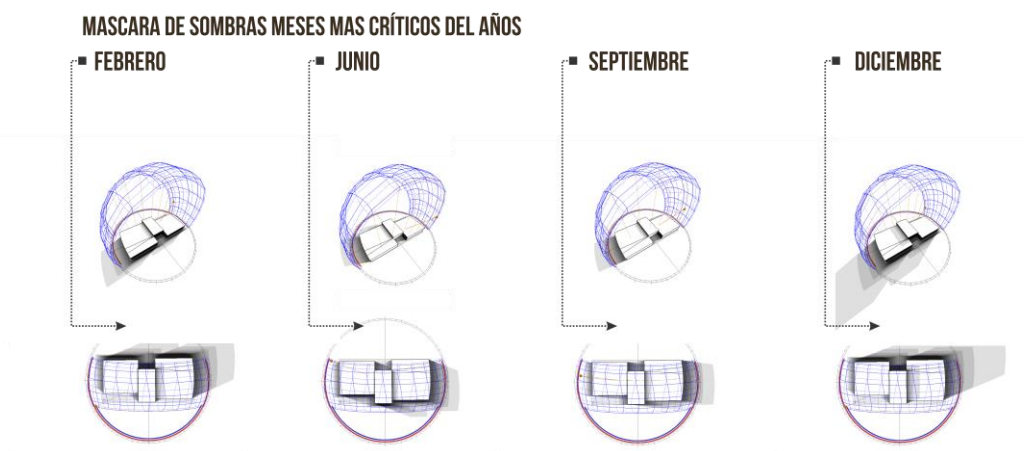 MASCARA DE SOMBRAS MESES MAS CRÍTICOS DEL AÑOS
FEBRERO
JUNIO
SEPTIEMBRE
DICIEMBRE